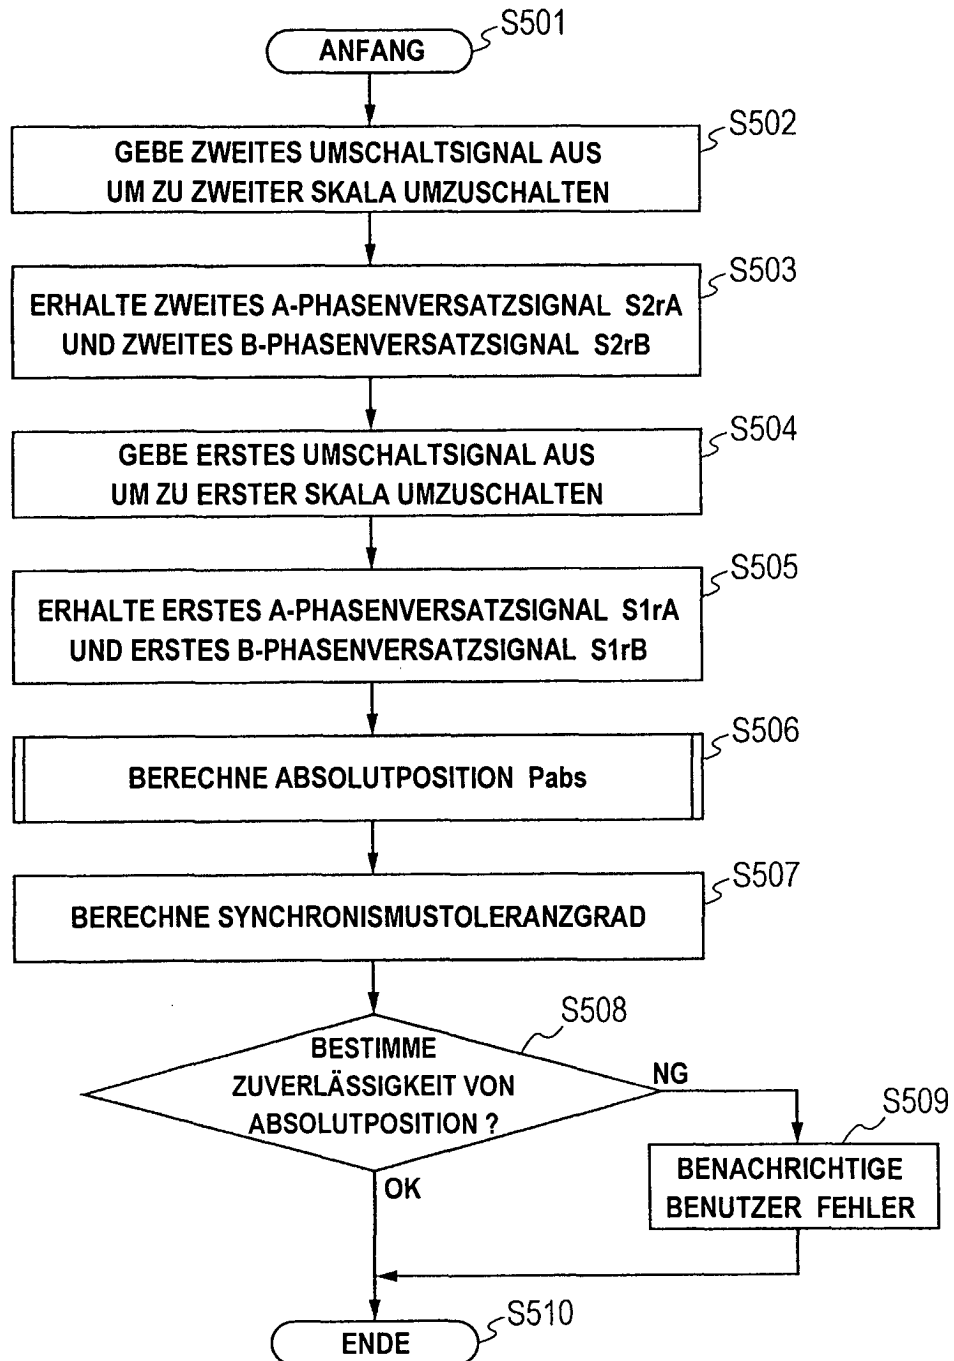 S501
ANFANG
S502
GEBE ZWEITES UMSCHALTSIGNAL AUS
UM ZU ZWEITER SKALA UMZUSCHALTEN
S503
ERHALTE ZWEITES A-PHASENVERSATZSIGNAL S2rA
UND ZWEITES B-PHASENVERSATZSIGNAL S2rB
S504
GEBE ERSTES UMSCHALTSIGNAL AUS
UM ZU ERSTER SKALA UMZUSCHALTEN
S505
ERHALTE ERSTES A-PHASENVERSATZSIGNAL S1rA
UND ERSTES B-PHASENVERSATZSIGNAL S1rB
S506
BERECHNE ABSOLUTPOSITION Pabs
S507
BERECHNE SYNCHRONISMUSTOLERANZGRAD
S508
BESTIMME
ZUVERLÄSSIGKEIT VON
ABSOLUTPOSITION ?
NG
S509
BENACHRICHTIGE
BENUTZER FEHLER
OK
S510
ENDE